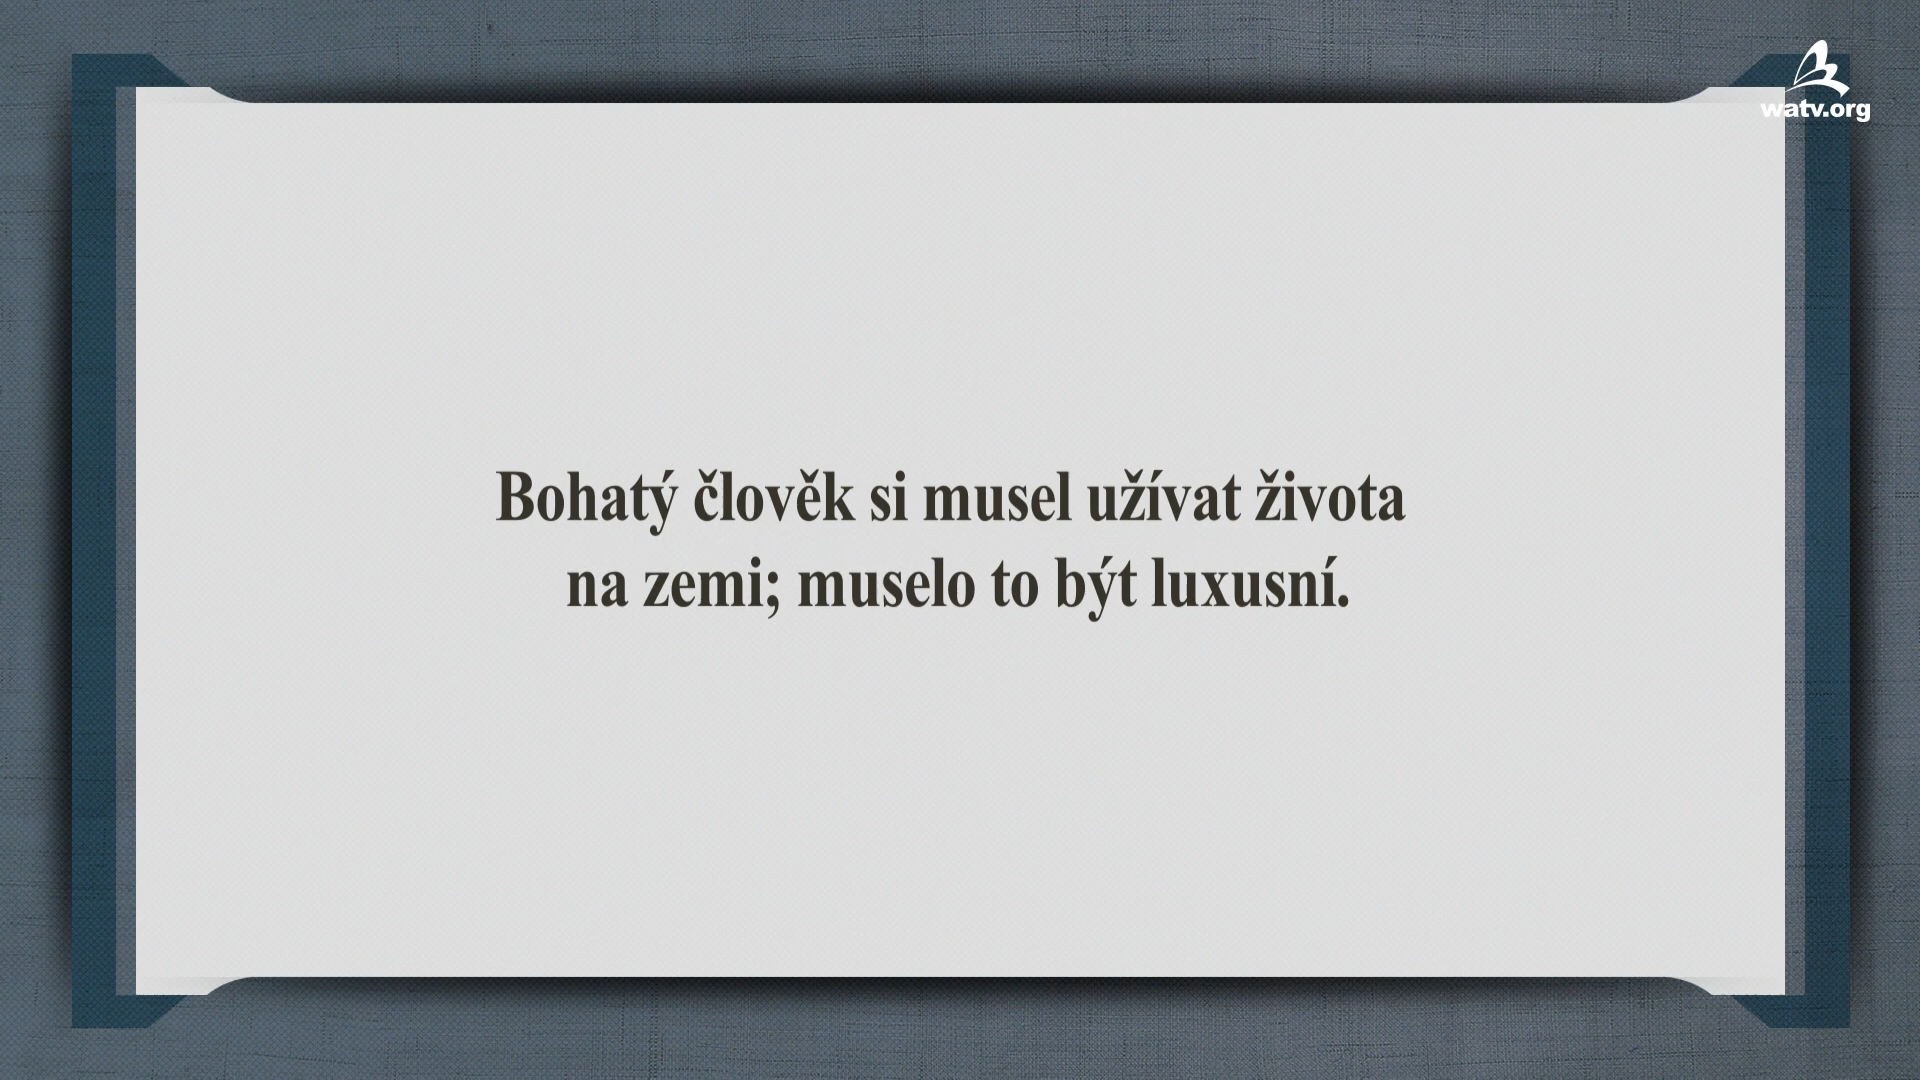 watv.org
Bohatý člověk si musel užívat života
na zemi; muselo to být luxusní.